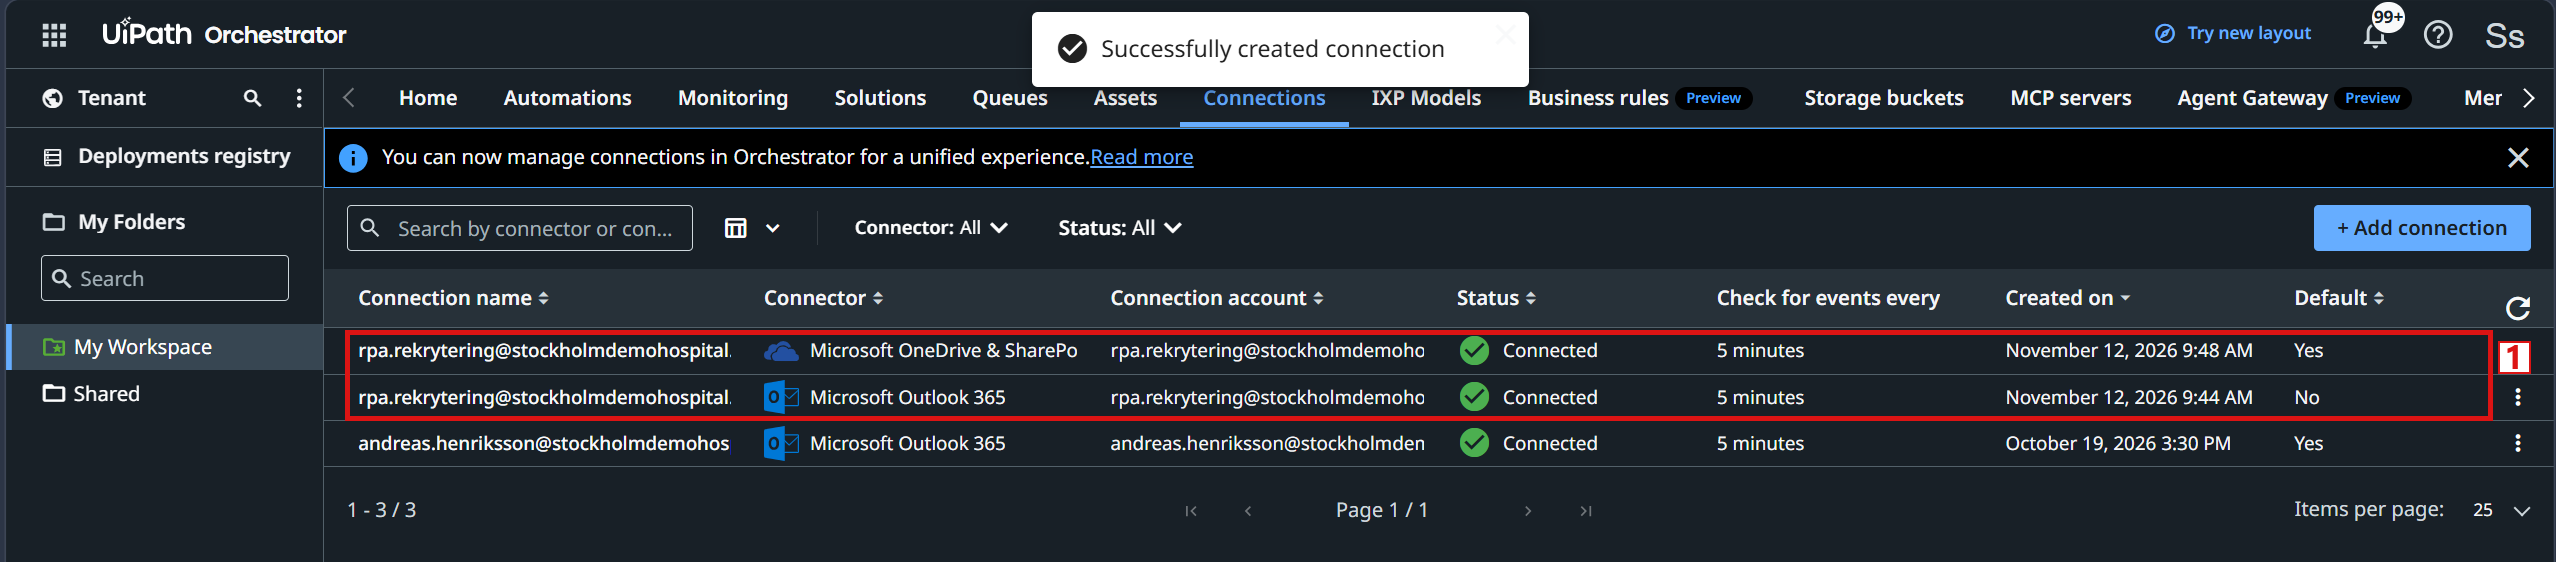 UiPath Orchestrator
Successfully created connection
Try new layout
99+
Ss
Tenant
Home Automations Monitoring Solutions Queues Assets Connections IXP Models Business rules Preview Storage buckets MCP servers Agent Gateway Preview Mer
Deployments registry
You can now manage connections in Orchestrator for a unified experience.Read more
My Folders
Search
My Workspace
Shared
Search by connector or con...
Connector: All
Status: All
+ Add connection
Connection name Connector Connection account Status Check for events every Created on Default
rpa.rekrytering@stockholmdemohospital. Microsoft OneDrive & SharePo rpa.rekrytering@stockholmdemoho Connected 5 minutes November 12, 2026 9:48 AM Yes
1
rpa.rekrytering@stockholmdemohospital. Microsoft Outlook 365 rpa.rekrytering@stockholmdemoho Connected 5 minutes November 12, 2026 9:44 AM No
andreas.henriksson@stockholmdemohos Microsoft Outlook 365 andreas.henriksson@stockholmden Connected 5 minutes October 19, 2026 3:30 PM Yes
1 - 3 / 3
Page 1 / 1
Items per page: 25